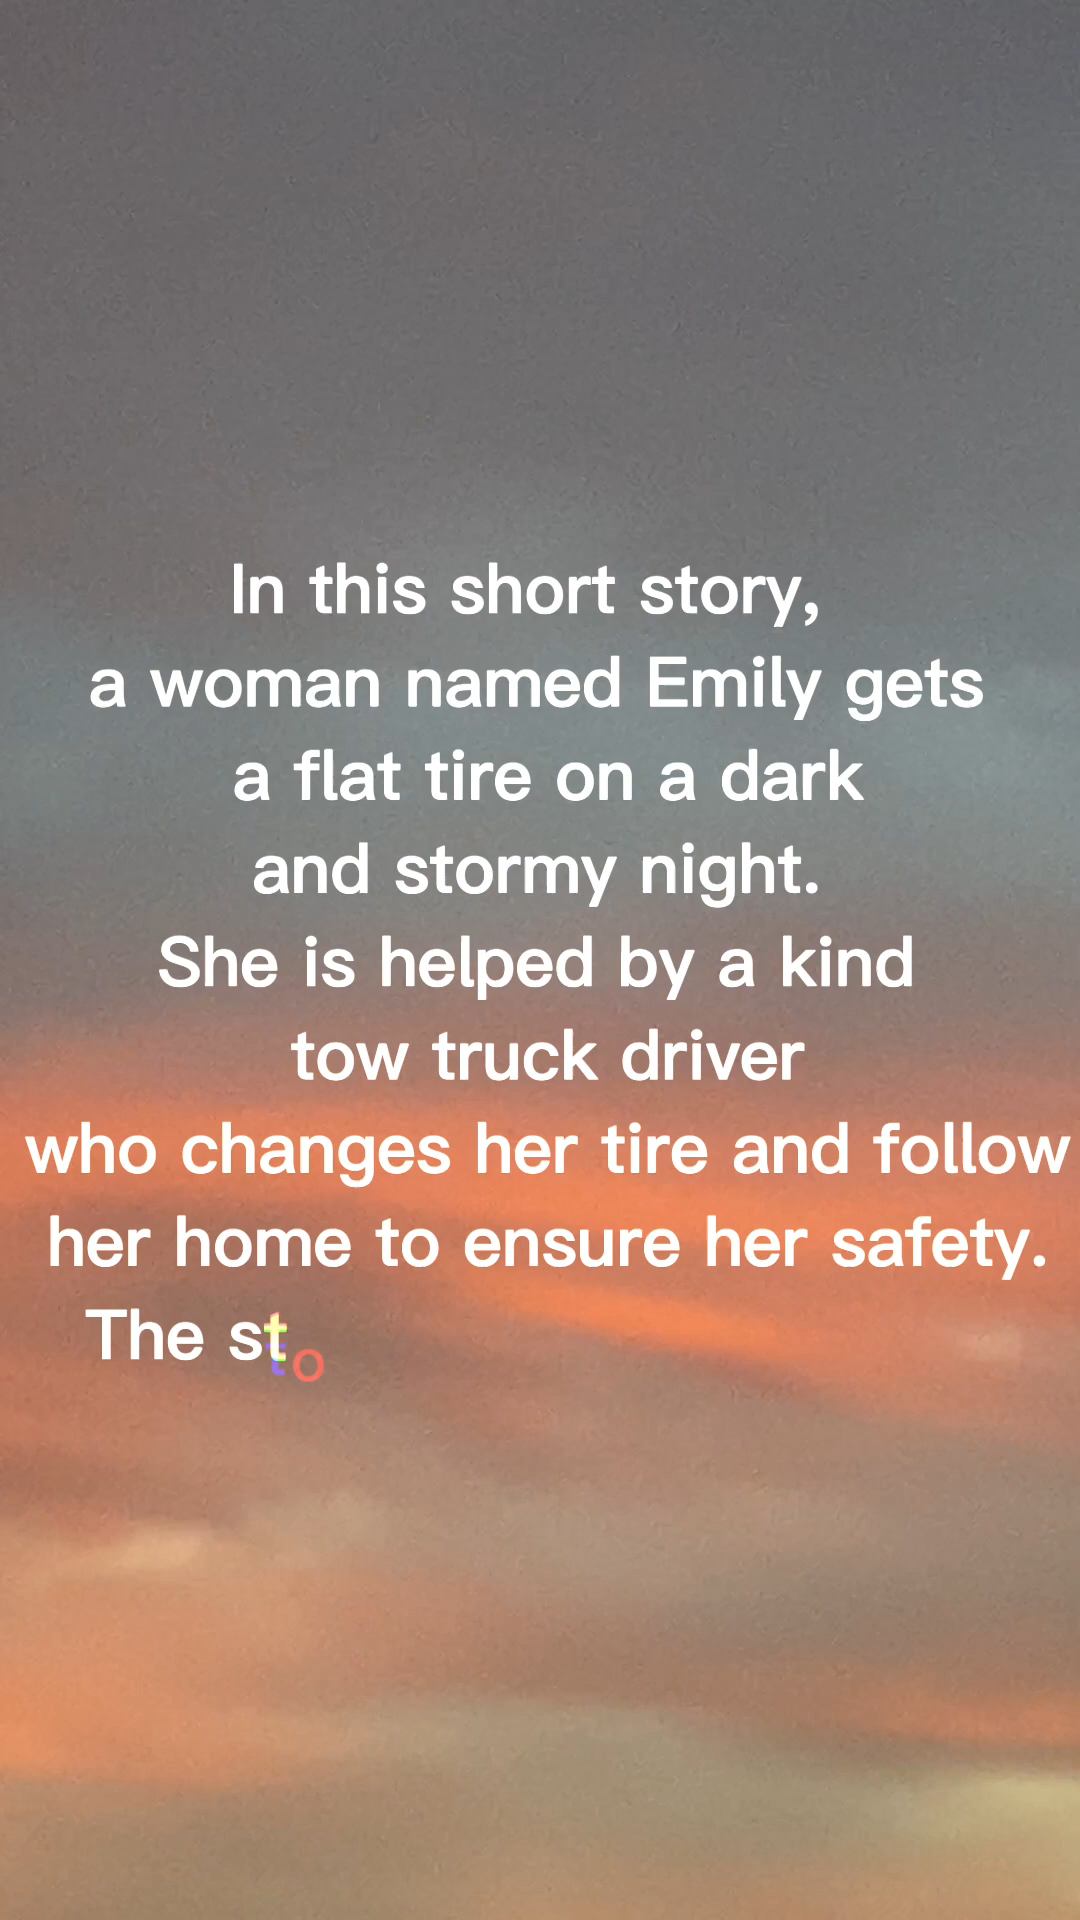 In this short story,
a woman named Emily gets
a flat tire on a dark
and stormy night.
She is helped by a kind
tow truck driver
who changes her tire and follow
her home to ensure her safety.
The sto